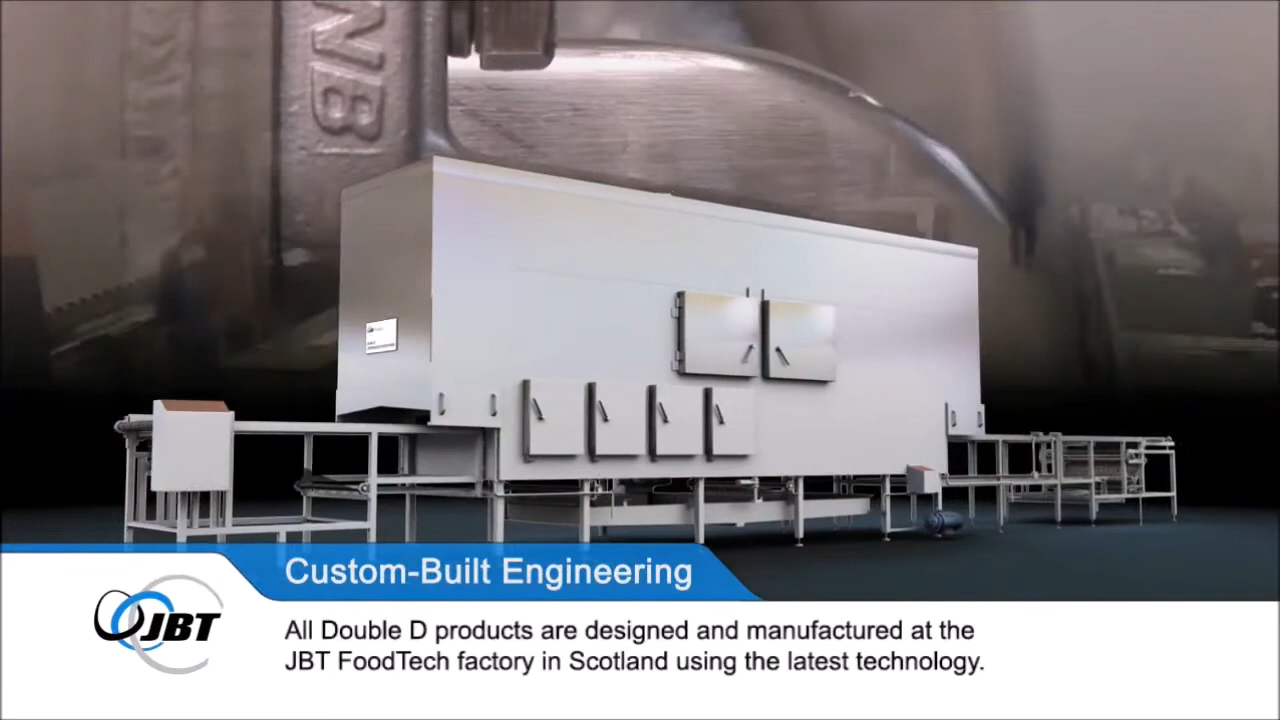 Custom-Built Engineering
JBT
All Double D products are designed and manufactured at the
JBT FoodTech factory in Scotland using the latest technology.